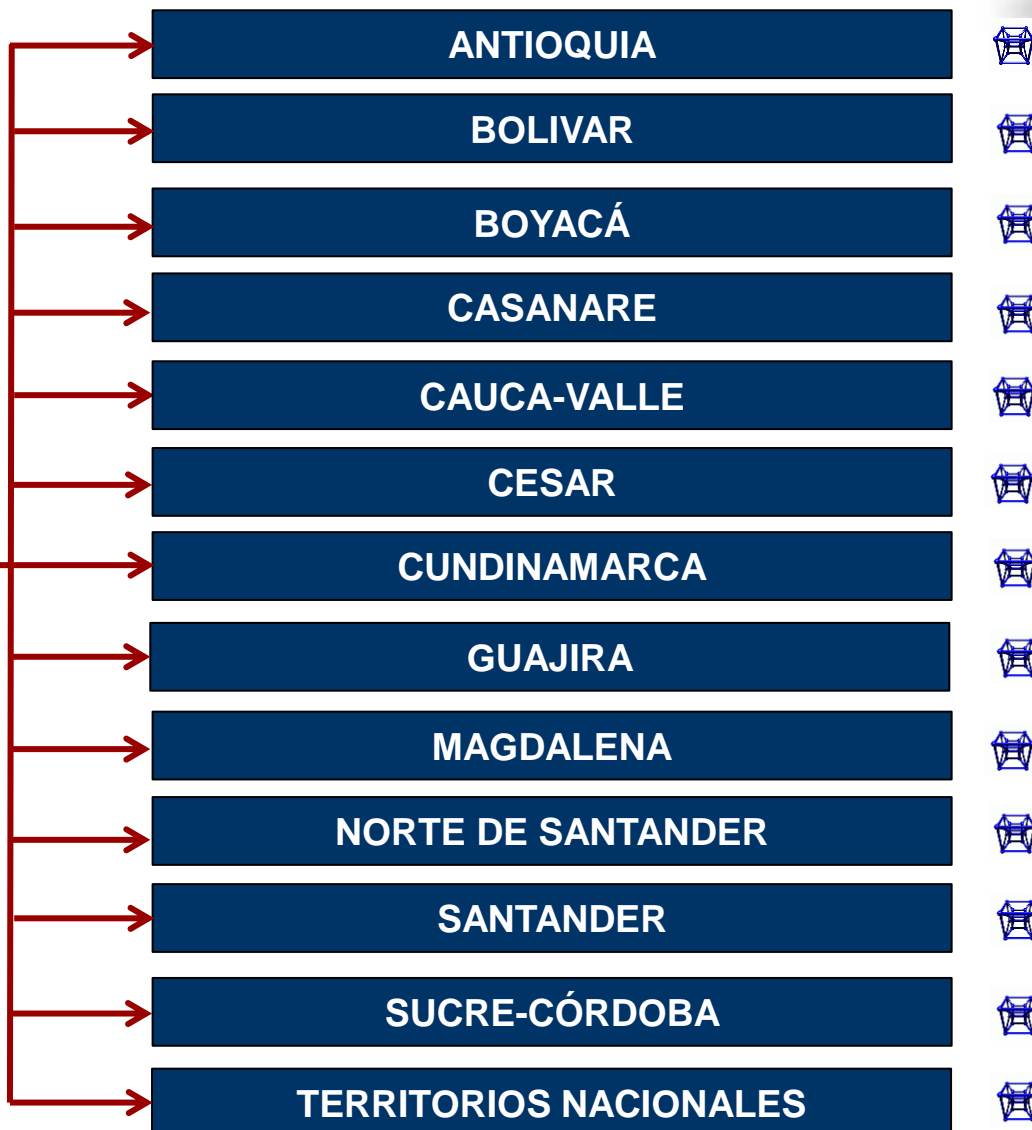 ANTIOQUIA
BOLIVAR
BOYACÁ
CASANARE
CAUCA-VALLE
CESAR
CUNDINAMARCA
GUAJIRA
MAGDALENA
NORTE DE SANTANDER
SANTANDER
SUCRE-CÓRDOBA
TERRITORIOS NACIONALES